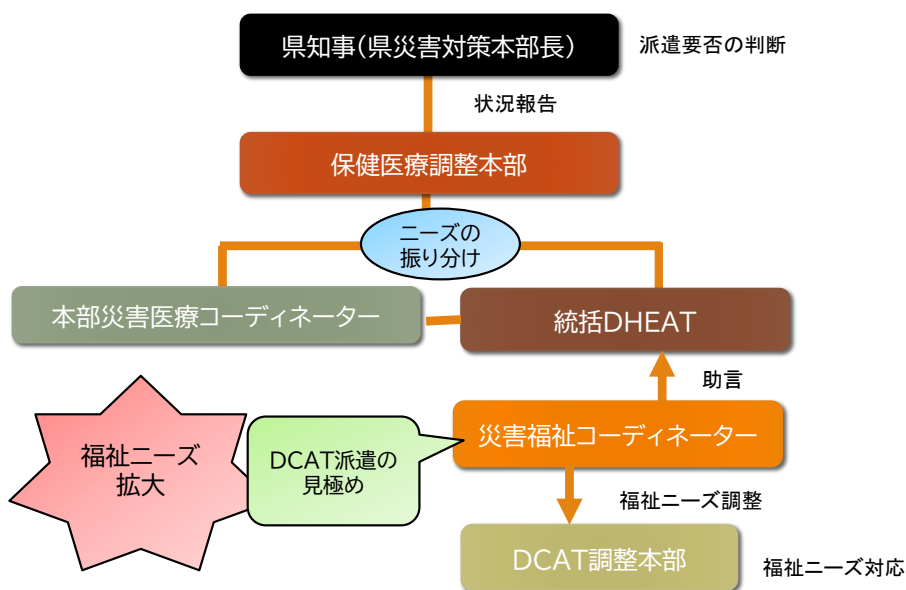 県知事(県災害対策本部長)
派遣要否の判断
状況報告
保健医療調整本部
ニーズの
振り分け
本部災害医療コーディネーター
統括DHEAT
助言
福祉ニーズ
拡大
DCAT派遣の
見極め
災害福祉コーディネーター
福祉ニーズ調整
DCAT調整本部
福祉ニーズ対応